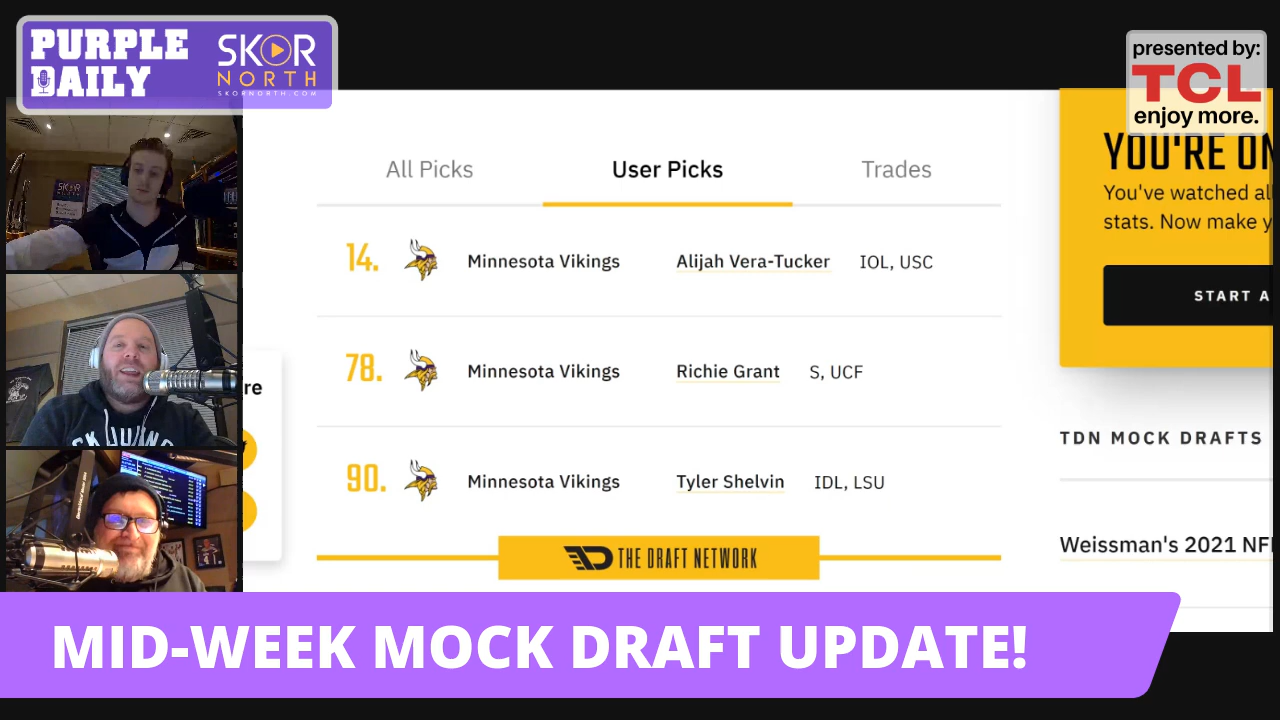 PURPLE
DAILY
SKOR
NORTH
SKORNORTH.COM
presented by:
TCL
enjoy more.
All Picks
User Picks
Trades
14.
Minnesota Vikings
Alijah Vera-Tucker
IOL, USC
78.
Minnesota Vikings
Richie Grant
S, UCF
90.
Minnesota Vikings
Tyler Shelvin
IDL, LSU
THE DRAFT NETWORK
YOU'RE ON
You've watched al
stats. Now make y
START A
TDN MOCK DRAFTS
Weissman's 2021 NF
re
SKOR
NORTH
MID-WEEK MOCK DRAFT UPDATE!